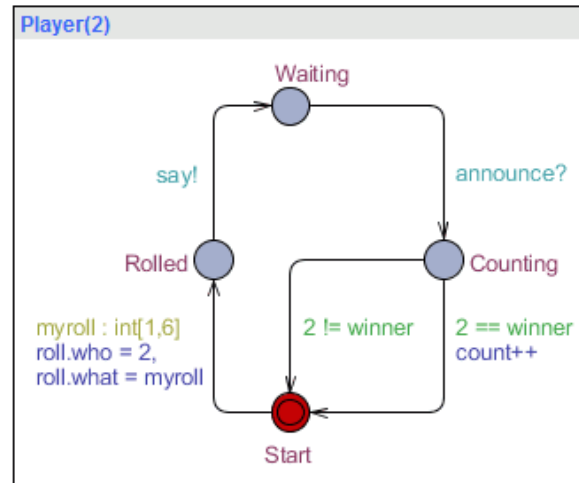 Player(2)
Waiting
say!
announce?
Rolled
Counting
myroll : int[1,6]
roll.who = 2,
roll.what = myroll
2 != winner
2 == winner
count++
Start